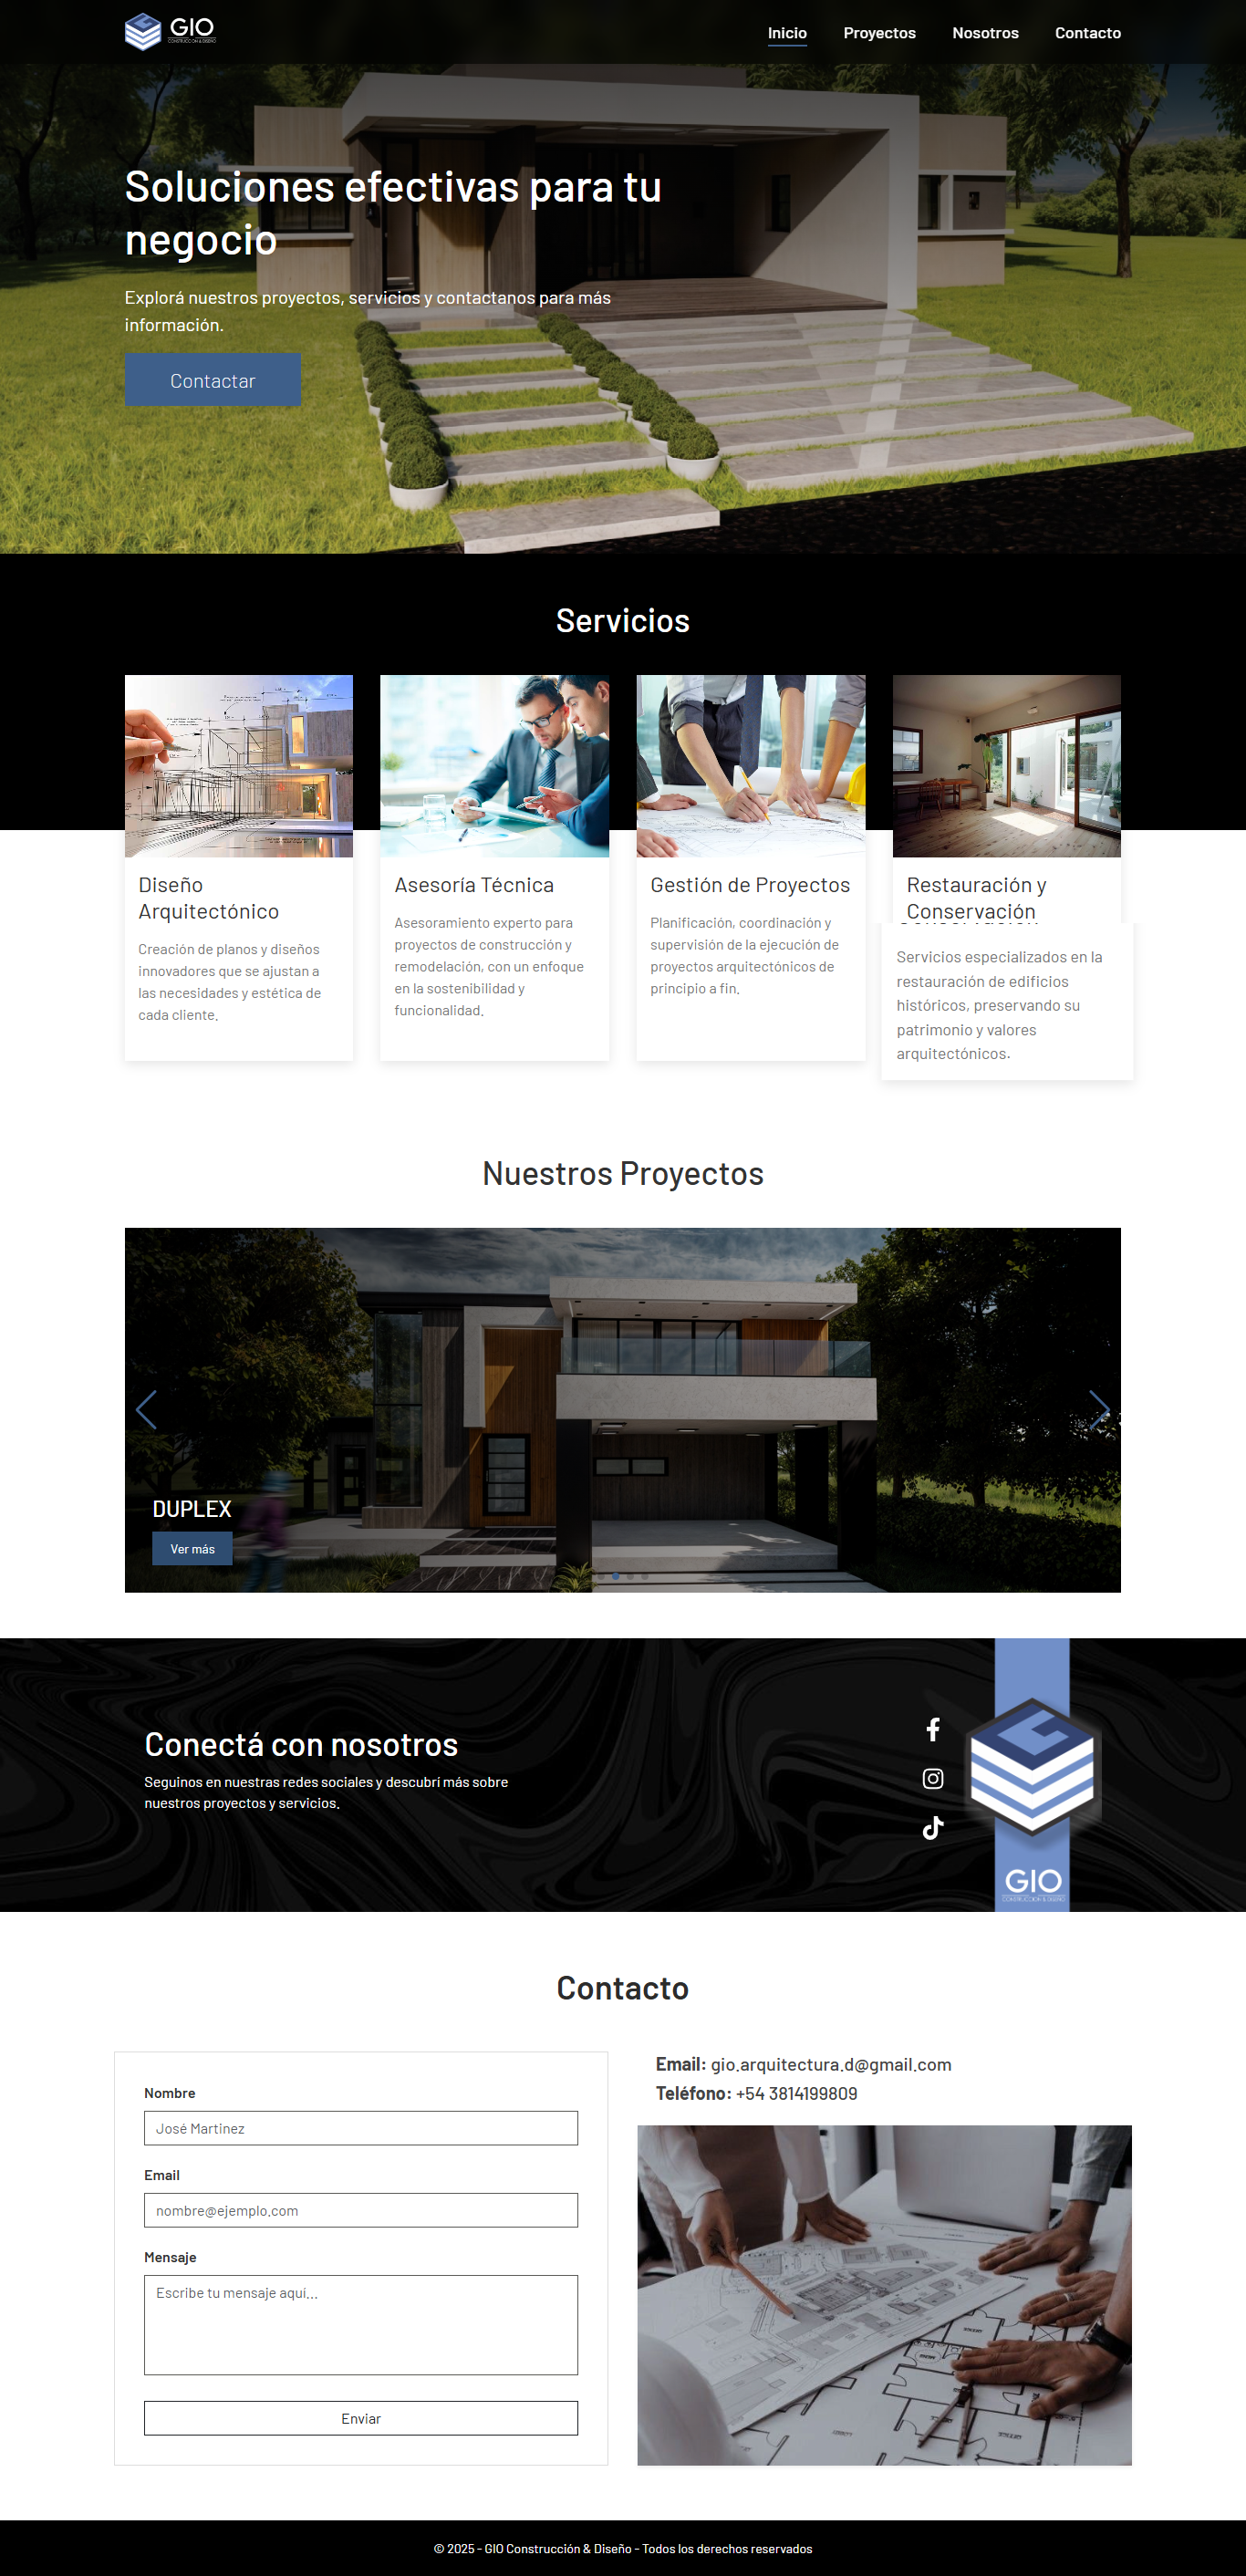 GIO
CONSTRUCCIÓN & DISEÑO
Inicio
Proyectos
Nosotros
Contacto
Soluciones efectivas para tu
negocio
Explorá nuestros proyectos, servicios y contactanos para más
información.
Contactar
Servicios
Diseño
Arquitectónico
Creación de planos y diseños
innovadores que se ajustan a
las necesidades y estética de
cada cliente.
Asesoría Técnica
Asesoramiento experto para
proyectos de construcción y
remodelación, con un enfoque
en la sostenibilidad y
funcionalidad.
Gestión de Proyectos
Planificación, coordinación y
supervisión de la ejecución de
proyectos arquitectónicos de
principio a fin.
Restauración y
Conservación
Servicios especializados en la
restauración de edificios
históricos, preservando su
patrimonio y valores
arquitectónicos.
Nuestros Proyectos
DUPLEX
Ver más
Conectá con nosotros
Seguinos en nuestras redes sociales y descubrí más sobre
nuestros proyectos y servicios.
GIO
CONSTRUCCIÓN & DISEÑO
Contacto
Nombre
José Martinez
Email
nombre@ejemplo.com
Mensaje
Escribe tu mensaje aquí...
Enviar
Email: gio.arquitectura.d@gmail.com
Teléfono: +54 3814199809
© 2025 - GIO Construcción & Diseño - Todos los derechos reservados